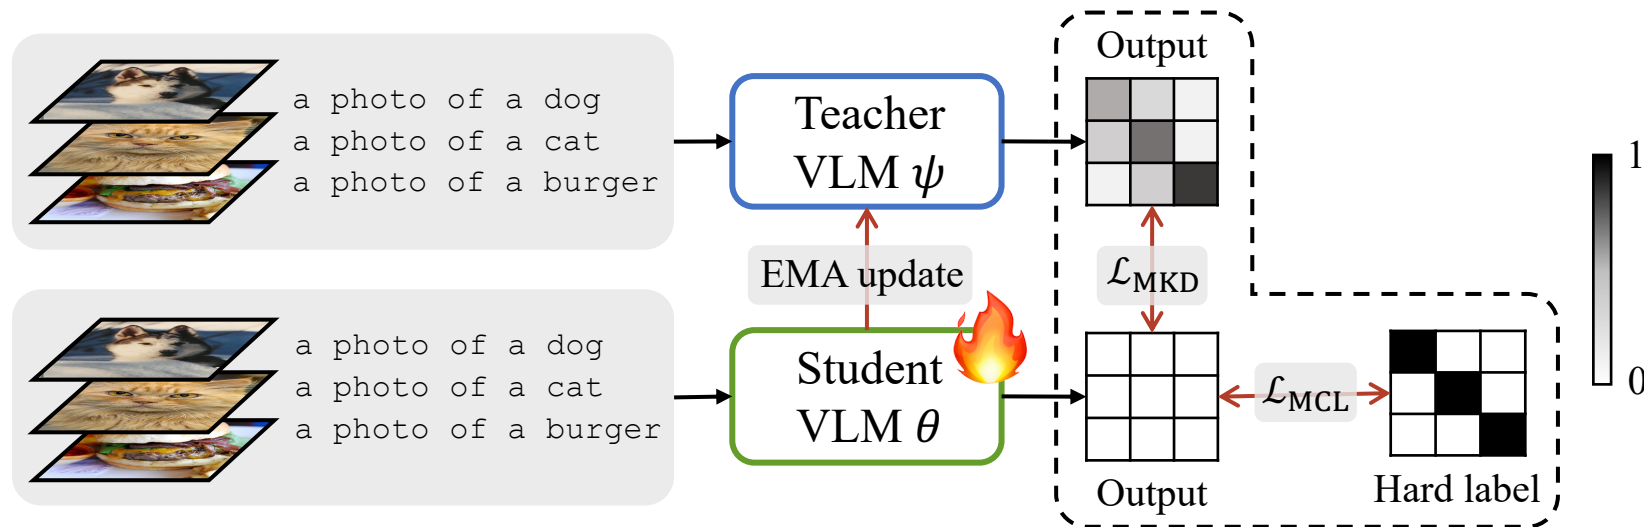 a photo of a dog
a photo of a cat
a photo of a burger
Teacher
VLM ψ
Output
1
0
EMA update
ℒMKD
a photo of a dog
a photo of a cat
a photo of a burger
Student
VLM θ
Output
ℒMCL
Hard label